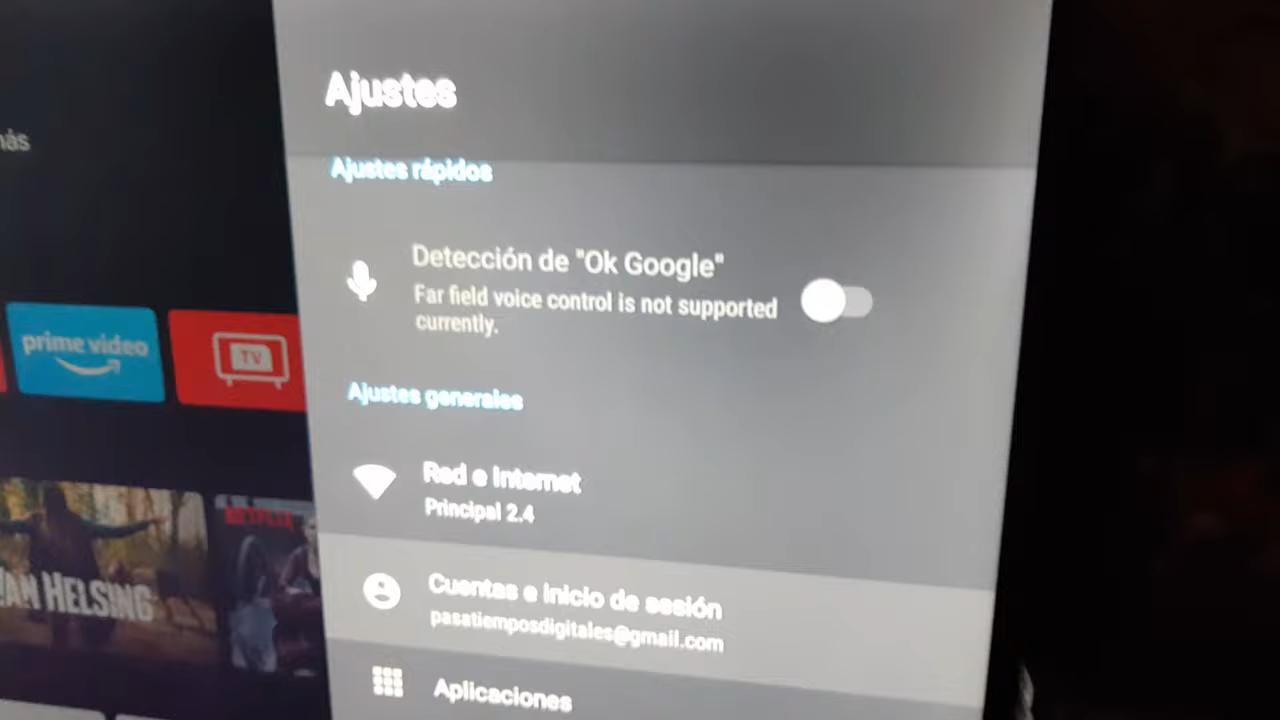 Ajustes
más
Ajustes rápidos
Detección de "Ok Google"
Far field voice control is not supported
currently.
prime video
TV
Ajustes generales
Red e Internet
Principal 2.4
NETFLIX
VAN HELSING
Cuentas e inicio de sesión
pasatiemposdigitales@gmail.com
Aplicaciones